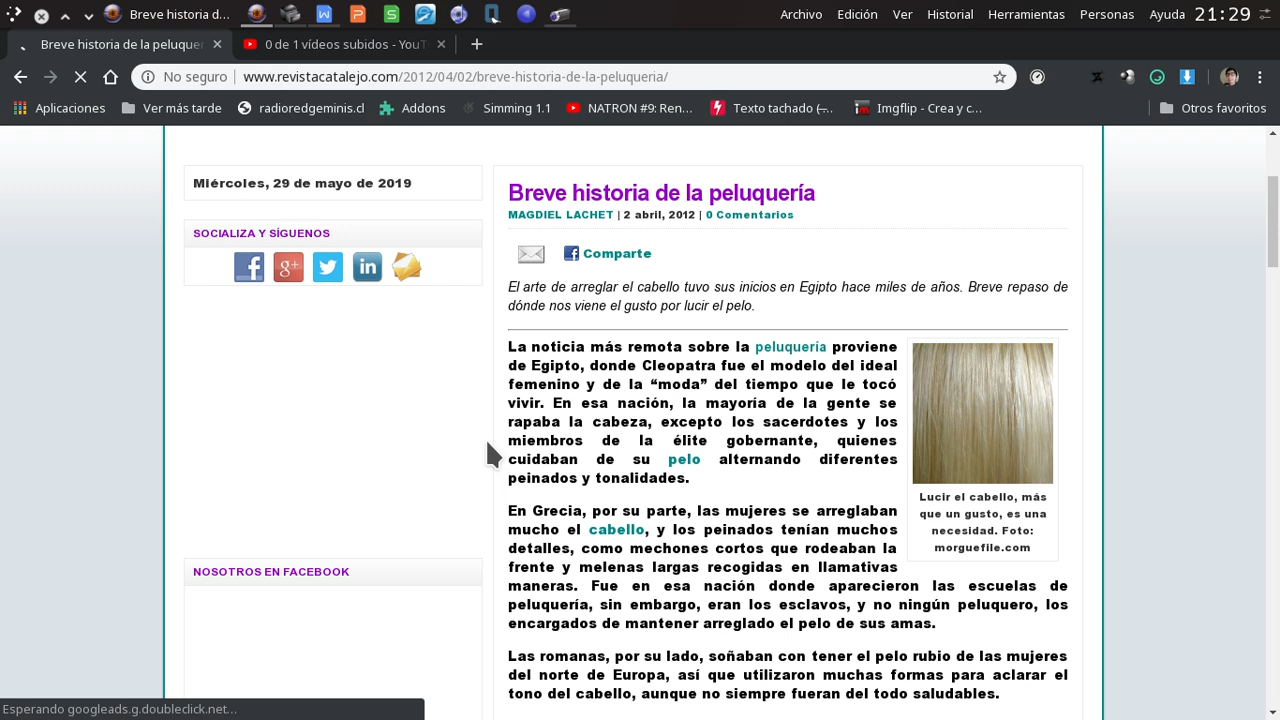 Breve historia d...
Archivo Edición Ver Historial Herramientas Personas Ayuda 21:29
Breve historia de la peluquer
0 de 1 vídeos subidos - YouT
No seguro www.revistacatalejo.com/2012/04/02/breve-historia-de-la-peluqueria/
Aplicaciones Ver más tarde radioredgeminis.cl Addons Simming 1.1 NATRON #9: Ren... Texto tachado (... Imgflip - Crea y c... Otros favoritos
Miércoles, 29 de mayo de 2019
SOCIALIZA Y SÍGUENOS
NOSOTROS EN FACEBOOK
Breve historia de la peluquería
MAGDIEL LACHET | 2 abril, 2012 | 0 Comentarios
Comparte
El arte de arreglar el cabello tuvo sus inicios en Egipto hace miles de años. Breve repaso de
dónde nos viene el gusto por lucir el pelo.
La noticia más remota sobre la peluquería proviene
de Egipto, donde Cleopatra fue el modelo del ideal
femenino y de la “moda” del tiempo que le tocó
vivir. En esa nación, la mayoría de la gente se
rapaba la cabeza, excepto los sacerdotes y los
miembros de la élite gobernante, quienes
cuidaban de su pelo alternando diferentes
peinados y tonalidades.
Lucir el cabello, más
que un gusto, es una
necesidad. Foto:
morguefile.com
En Grecia, por su parte, las mujeres se arreglaban
mucho el cabello, y los peinados tenían muchos
detalles, como mechones cortos que rodeaban la
frente y melenas largas recogidas en llamativas
maneras. Fue en esa nación donde aparecieron las escuelas de
peluquería, sin embargo, eran los esclavos, y no ningún peluquero, los
encargados de mantener arreglado el pelo de sus amas.
Las romanas, por su lado, soñaban con tener el pelo rubio de las mujeres
del norte de Europa, así que utilizaron muchas formas para aclarar el
tono del cabello, aunque no siempre fueran del todo saludables.
Esperando googleads.g.doubleclick.net...